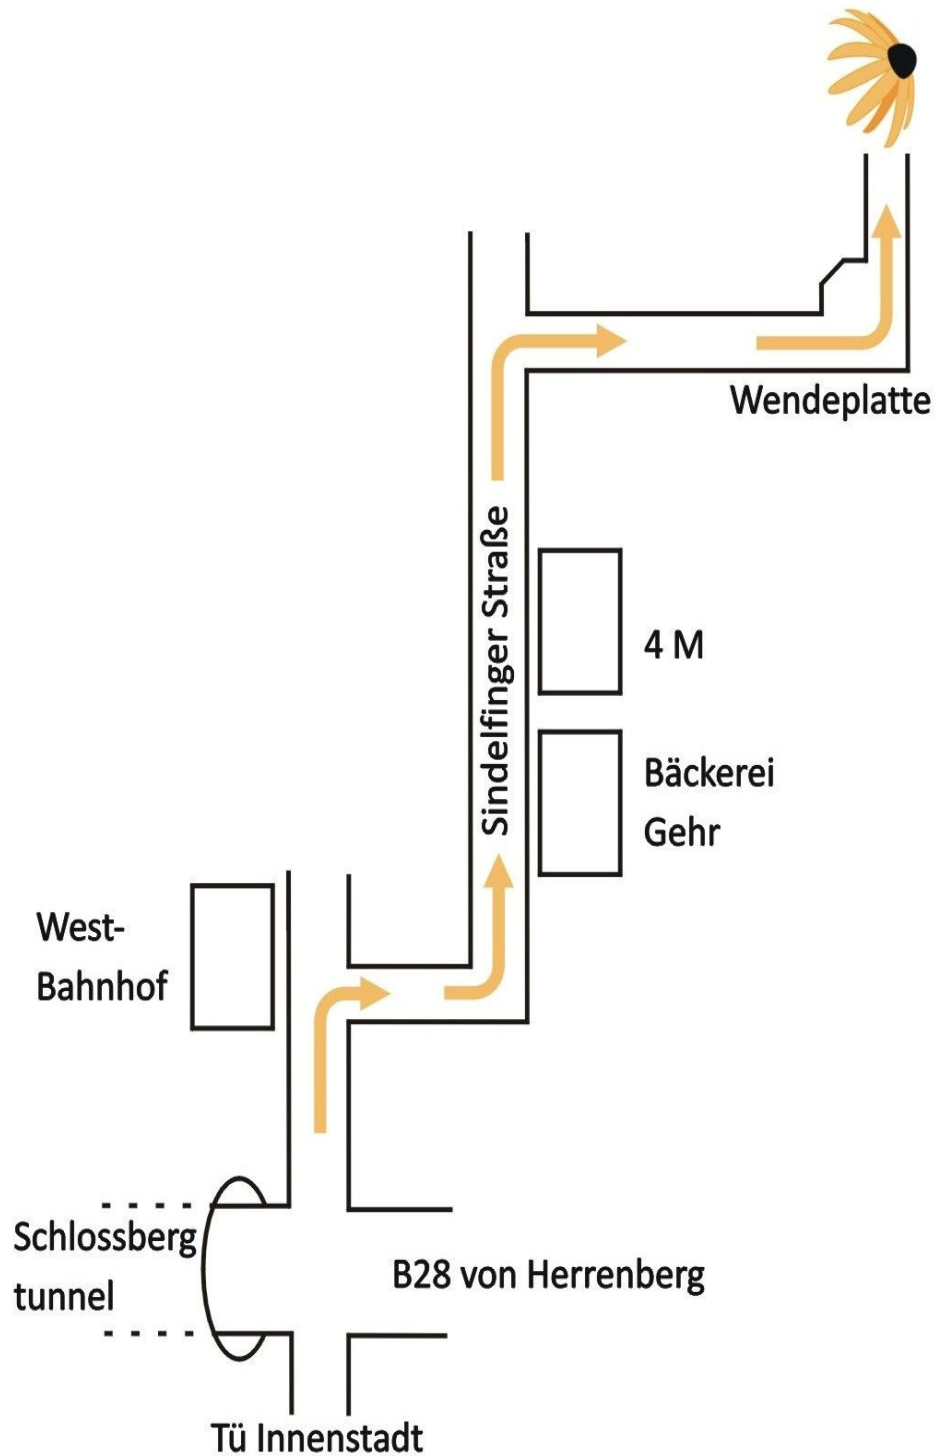 Wendeplatte
Sindelfinger Straße
4 M
Bäckerei
Gehr
West-
Bahnhof
Schlossberg
tunnel
B28 von Herrenberg
Tü Innenstadt